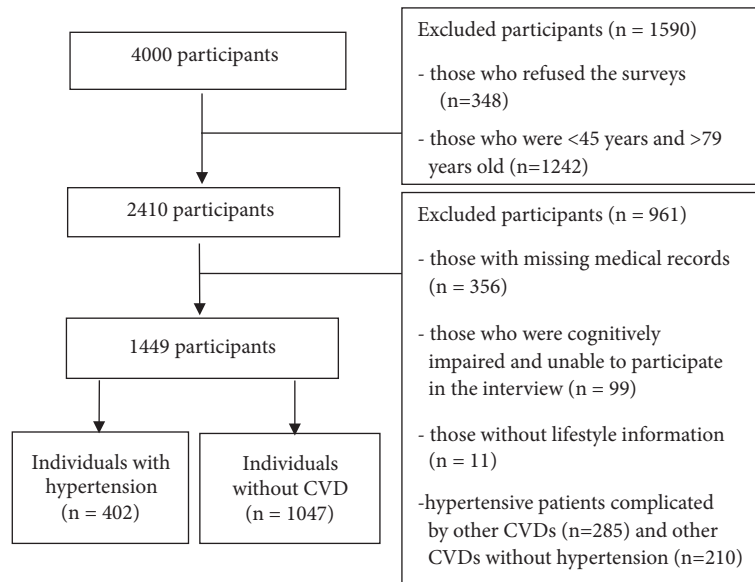 4000 participants
Excluded participants (n = 1590)
- those who refused the surveys
(n=348)
- those who were <45 years and >79
years old (n=1242)
2410 participants
Excluded participants (n = 961)
- those with missing medical records
(n = 356)
- those who were cognitively
impaired and unable to participate
in the interview (n = 99)
- those without lifestyle information
(n = 11)
-hypertensive patients complicated
by other CVDs (n=285) and other
CVDs without hypertension (n=210)
1449 participants
Individuals with
hypertension
(n = 402)
Individuals
without CVD
(n = 1047)